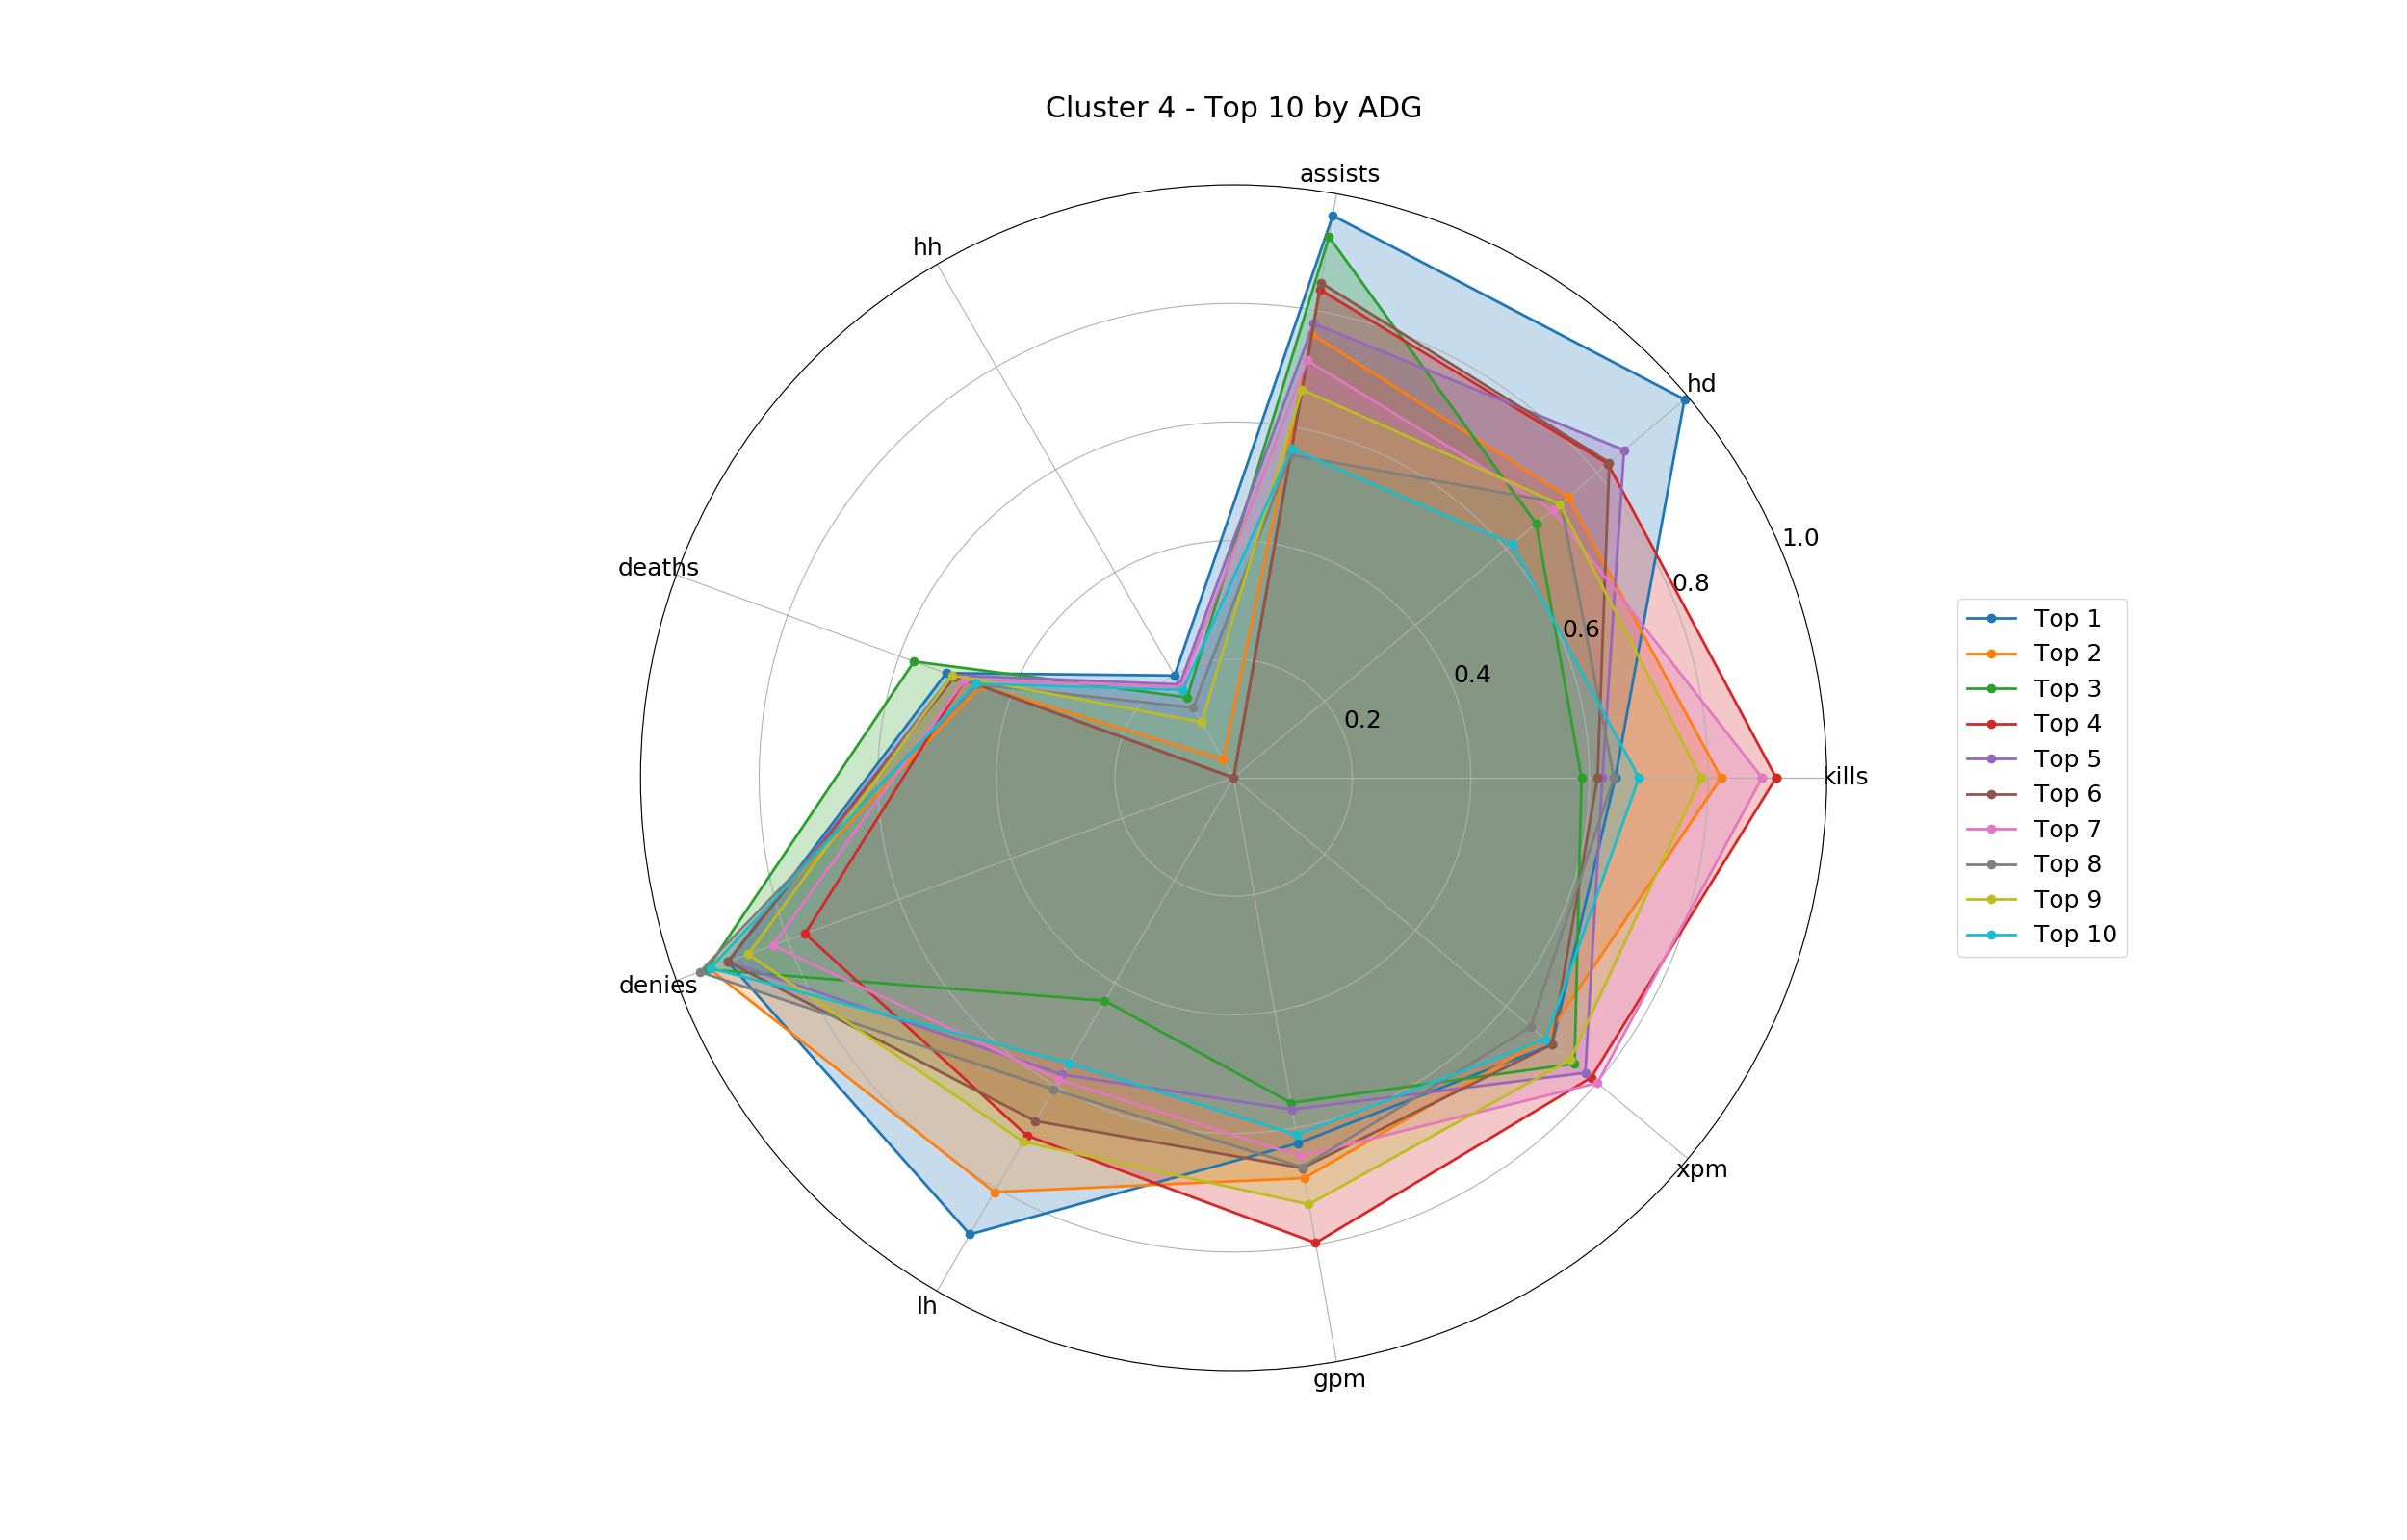 Cluster 4 - Top 10 by ADG
assists
hh
hd
deaths
1.0
0.8
0.6
0.4
0.2
kills
denies
xpm
lh
gpm
Top 1
Top 2
Top 3
Top 4
Top 5
Top 6
Top 7
Top 8
Top 9
Top 10